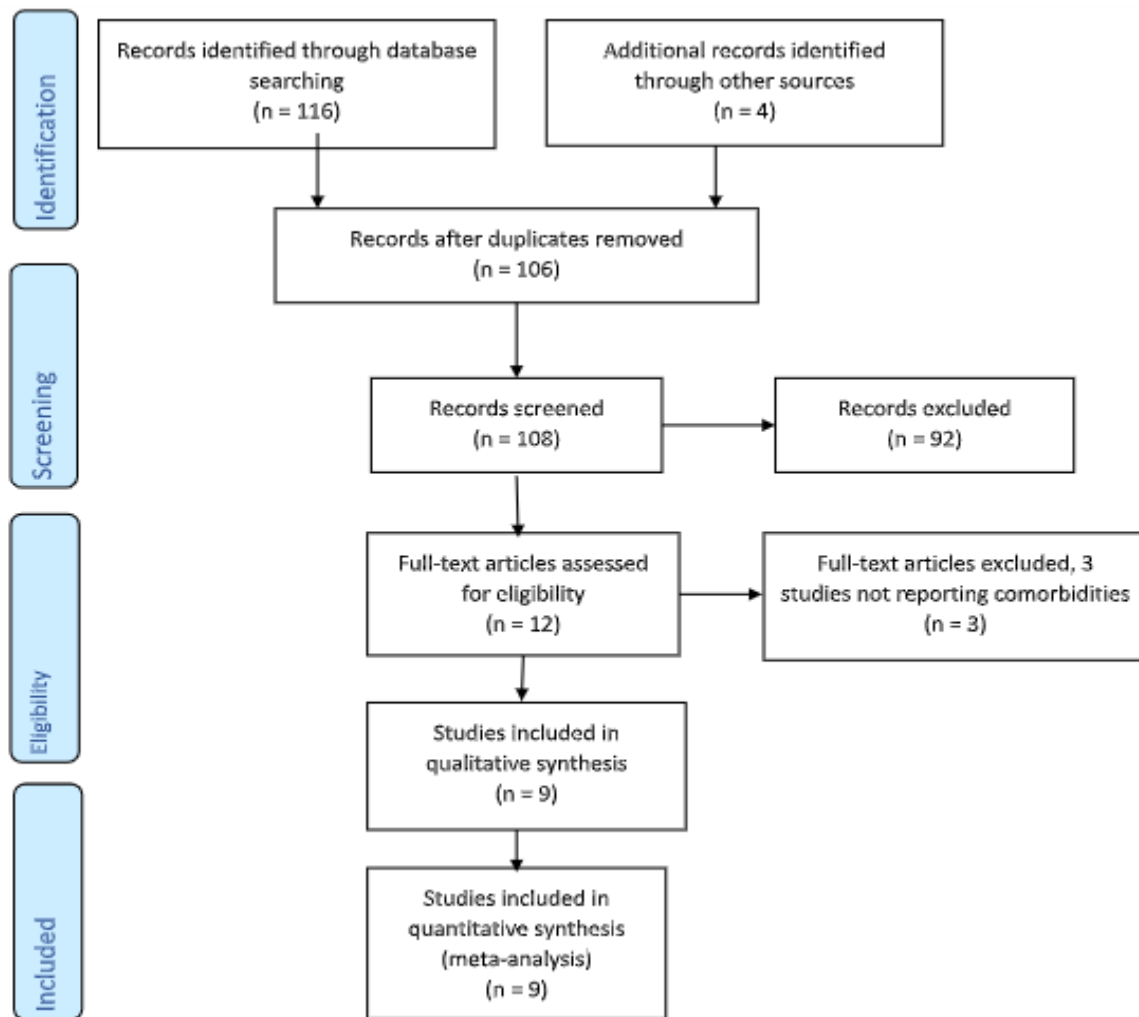 Identification
Records identified through database
searching
(n = 116)
Additional records identified
through other sources
(n = 4)
Records after duplicates removed
(n = 106)
Screening
Records screened
(n = 108)
Records excluded
(n = 92)
Eligibility
Full-text articles assessed
for eligibility
(n = 12)
Full-text articles excluded, 3
studies not reporting comorbidities
(n = 3)
Studies included in
qualitative synthesis
(n = 9)
Included
Studies included in
quantitative synthesis
(meta-analysis)
(n = 9)